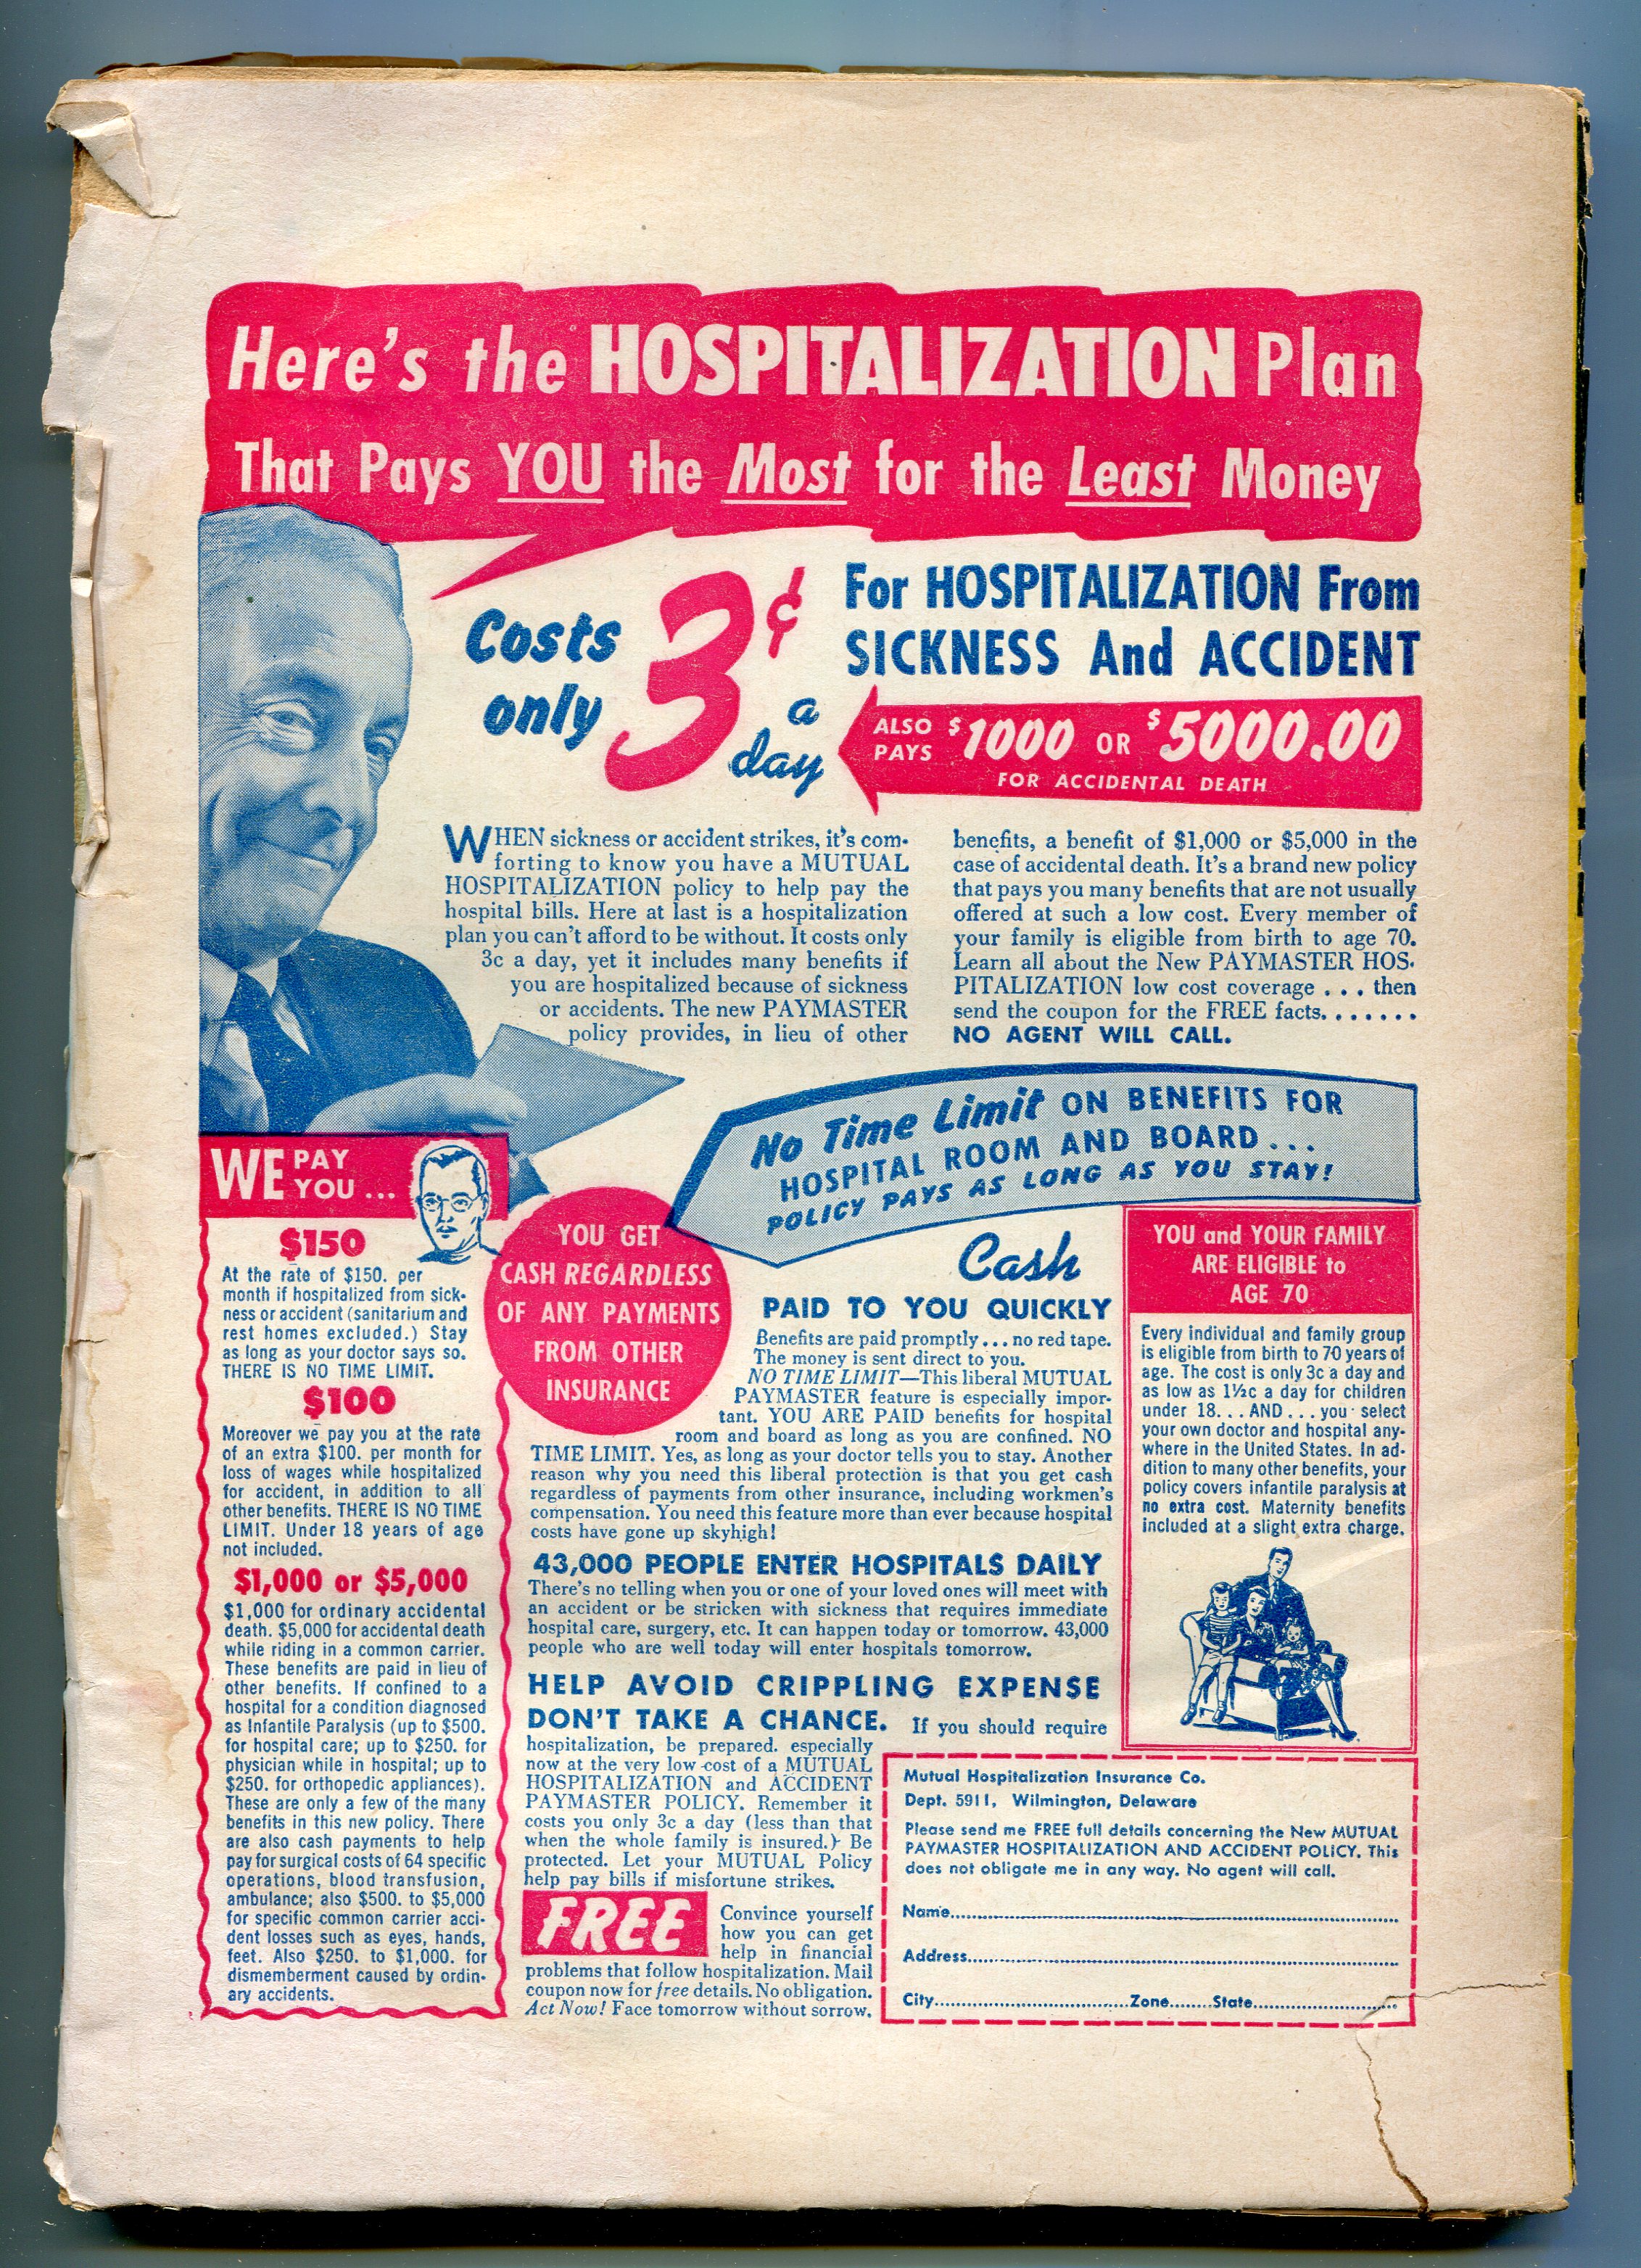 Here's the HOSPITALIZATION Plan
That Pays YOU the Most for the Least Money
Costs
only
3¢
a
day
For HOSPITALIZATION From
SICKNESS And ACCIDENT
ALSO PAYS $1000 OR $5000.00
FOR ACCIDENTAL DEATH
WHEN sickness or accident strikes, it's com-
forting to know you have a MUTUAL
HOSPITALIZATION policy to help pay the
hospital bills. Here at last is a hospitalization
plan you can't afford to be without. It costs only
3c a day, yet it includes many benefits if
you are hospitalized because of sickness
or accidents. The new PAYMASTER
policy provides, in lieu of other
benefits, a benefit of $1,000 or $5,000 in the
case of accidental death. It's a brand new policy
that pays you many benefits that are not usually
offered at such a low cost. Every member of
your family is eligible from birth to age 70.
Learn all about the New PAYMASTER HOS-
PITALIZATION low cost coverage . . . then
send the coupon for the FREE facts.......
NO AGENT WILL CALL.
No Time Limit ON BENEFITS FOR
HOSPITAL ROOM AND BOARD...
POLICY PAYS AS LONG AS YOU STAY!
WE PAY
YOU ...
$150
At the rate of $150. per
month if hospitalized from sick-
ness or accident (sanitarium and
rest homes excluded.) Stay
as long as your doctor says so.
THERE IS NO TIME LIMIT.
$100
Moreover we pay you at the rate
of an extra $100. per month for
loss of wages while hospitalized
for accident, in addition to all
other benefits. THERE IS NO TIME
LIMIT. Under 18 years of age
not included.
$1,000 or $5,000
$1,000 for ordinary accidental
death. $5,000 for accidental death
while riding in a common carrier.
These benefits are paid in lieu of
other benefits. If confined to a
hospital for a condition diagnosed
as Infantile Paralysis (up to $500.
for hospital care; up to $250. for
physician while in hospital; up to
$250. for orthopedic appliances).
These are only a few of the many
benefits in this new policy. There
are also cash payments to help
pay for surgical costs of 64 specific
operations, blood transfusion,
ambulance; also $500. to $5,000
for specific common carrier acci-
dent losses such as eyes, hands,
feet. Also $250. to $1,000. for
dismemberment caused by ordin-
ary accidents.
YOU GET
CASH REGARDLESS
OF ANY PAYMENTS
FROM OTHER
INSURANCE
Cash
PAID TO YOU QUICKLY
Benefits are paid promptly...no red tape.
The money is sent direct to you.
NO TIME LIMIT—This liberal MUTUAL
PAYMASTER feature is especially impor-
tant. YOU ARE PAID benefits for hospital
room and board as long as you are confined. NO
TIME LIMIT. Yes, as long as your doctor tells you to stay. Another
reason why you need this liberal protection is that you get cash
regardless of payments from other insurance, including workmen's
compensation. You need this feature more than ever because hospital
costs have gone up skyhigh!
43,000 PEOPLE ENTER HOSPITALS DAILY
There's no telling when you or one of your loved ones will meet with
an accident or be stricken with sickness that requires immediate
hospital care, surgery, etc. It can happen today or tomorrow. 43,000
people who are well today will enter hospitals tomorrow.
HELP AVOID CRIPPLING EXPENSE
DON'T TAKE A CHANCE. If you should require
hospitalization, be prepared. especially
now at the very low cost of a MUTUAL
HOSPITALIZATION and ACCIDENT
PAYMASTER POLICY. Remember it
costs you only 3c a day (less than that
when the whole family is insured.) Be
protected. Let your MUTUAL Policy
help pay bills if misfortune strikes.
FREE
Convince yourself
how you can get
help in financial
problems that follow hospitalization. Mail
coupon now for free details. No obligation.
Act Now! Face tomorrow without sorrow.
YOU and YOUR FAMILY
ARE ELIGIBLE to
AGE 70
Every individual and family group
is eligible from birth to 70 years of
age. The cost is only 3c a day and
as low as 1½c a day for children
under 18...AND...you select
your own doctor and hospital any-
where in the United States. In ad-
dition to many other benefits, your
policy covers infantile paralysis at
no extra cost. Maternity benefits
included at a slight extra charge.
Mutual Hospitalization Insurance Co.
Dept. 5911, Wilmington, Delaware
Please send me FREE full details concerning the New MUTUAL
PAYMASTER HOSPITALIZATION AND ACCIDENT POLICY. This
does not obligate me in any way. No agent will call.
Name
Address
City Zone State